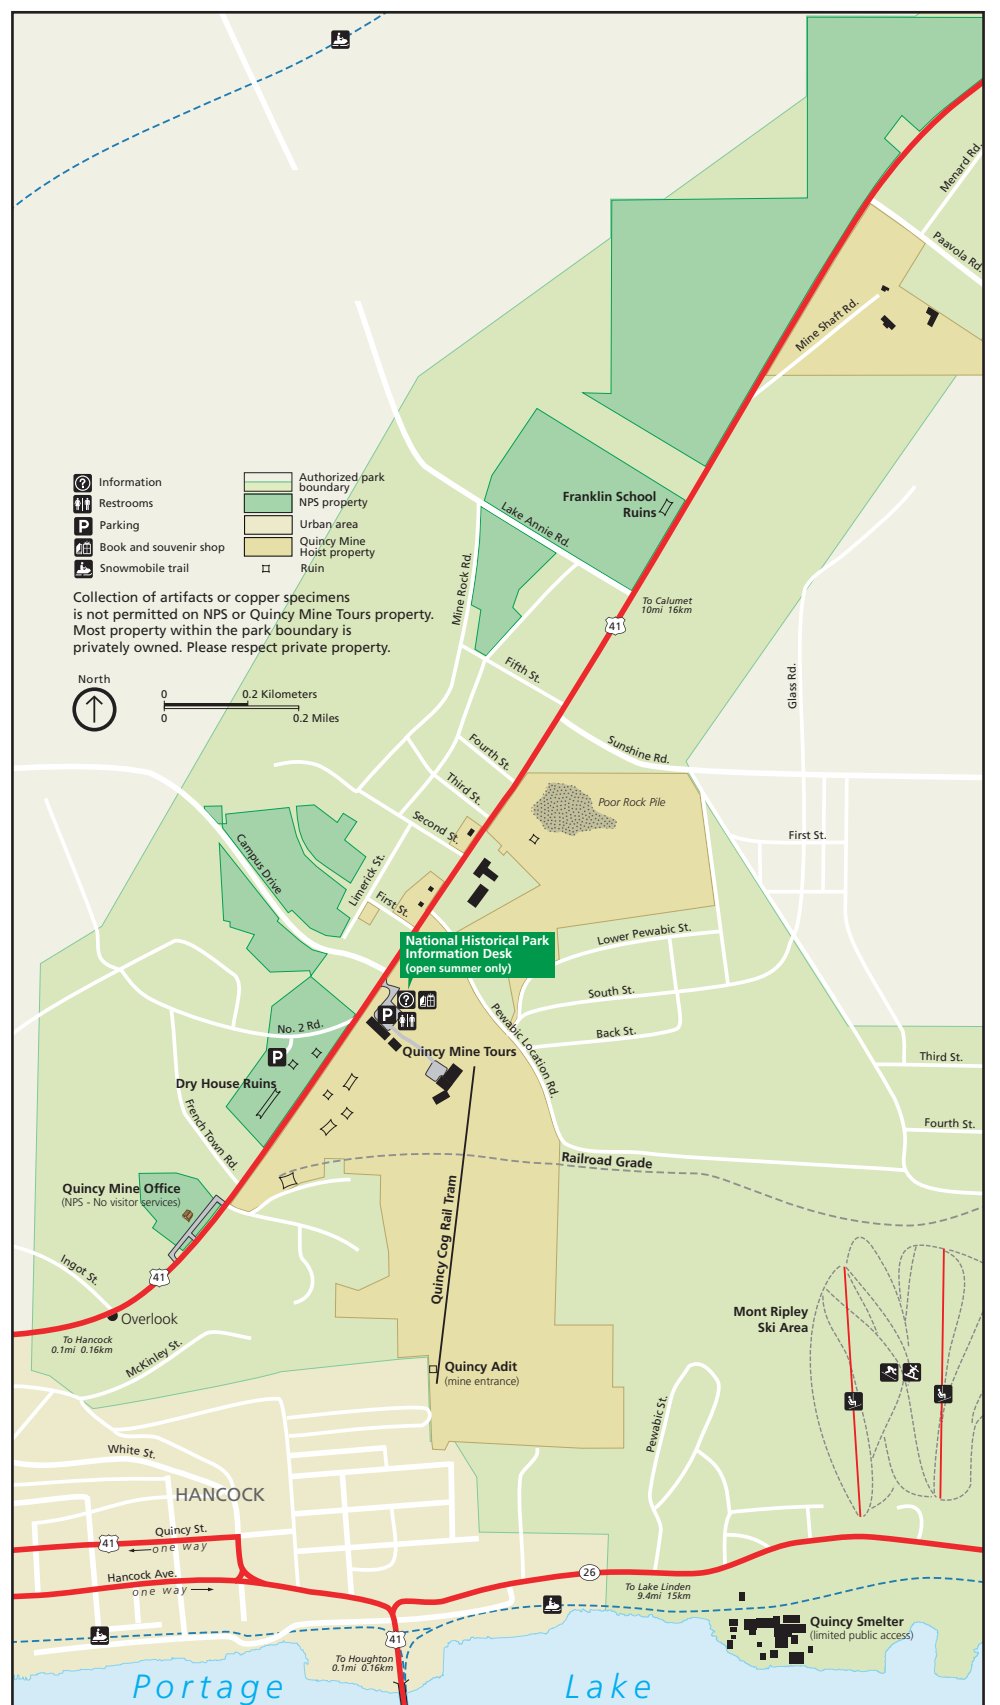 Menard Rd.
Paavola Rd.
Mine Shaft Rd.
Franklin School
Ruins
Lake Annie Rd.
Mine Rock Rd.
To Calumet
10mi 16km
41
Information
Restrooms
P
Parking
Book and souvenir shop
Snowmobile trail
Authorized park
boundary
NPS property
Urban area
Quincy Mine
Hoist property
Ruin
Collection of artifacts or copper specimens
is not permitted on NPS or Quincy Mine Tours property.
Most property within the park boundary is
privately owned. Please respect private property.
North
0
0.2 Kilometers
0
0.2 Miles
Fifth St.
Glass Rd.
Sunshine Rd.
Fourth St.
Third St.
Second St.
Poor Rock Pile
First St.
Campus Drive
Limerick St.
First St.
National Historical Park
Information Desk
(open summer only)
Lower Pewabic St.
South St.
Back St.
Pewabic Location Rd.
No. 2 Rd.
P
P
Quincy Mine Tours
Dry House Ruins
French Town Rd.
Third St.
Fourth St.
Railroad Grade
Quincy Mine Office
(NPS - No visitor services)
Quincy Cog Rail Tram
Ingot St.
41
Overlook
To Hancock
0.1mi 0.16km
McKinley St.
Mont Ripley
Ski Area
Quincy Adit
(mine entrance)
Pewabic St.
White St.
HANCOCK
Quincy St.
41
one way
Hancock Ave.
one way
26
To Lake Linden
9.4mi 15km
Quincy Smelter
(limited public access)
41
To Houghton
0.1mi 0.16km
Portage Lake